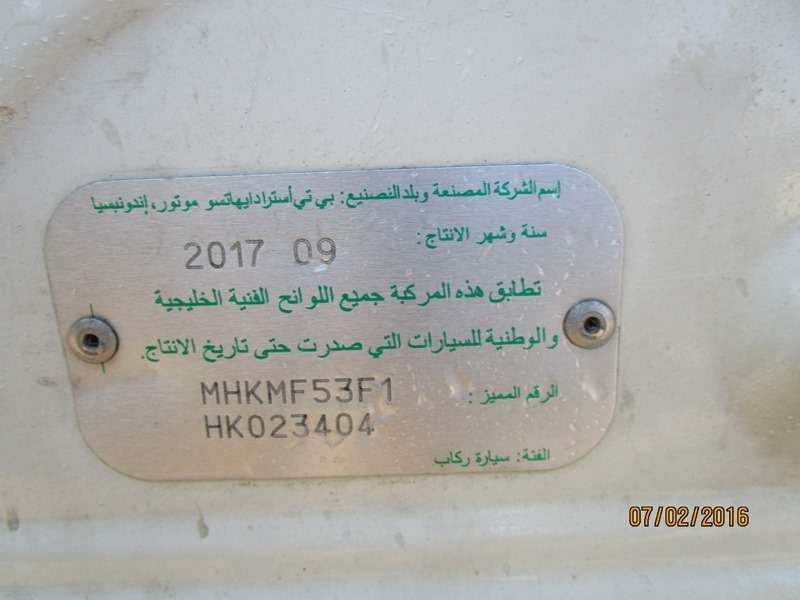 إسم الشركة المصنعة وبلد التصنيع: بي تي أسترا دايهاتسو موتور، إندونيسيا
سنة وشهر الانتاج:
2017 09
تطابق هذه المركبة جميع اللوائح الفنية الخليجية
والوطنية للسيارات التي صدرت حتى تاريخ الانتاج.
الرقم المميز: MHKMF53F1
HK023404
الفئة: سيارة ركاب
07/02/2016